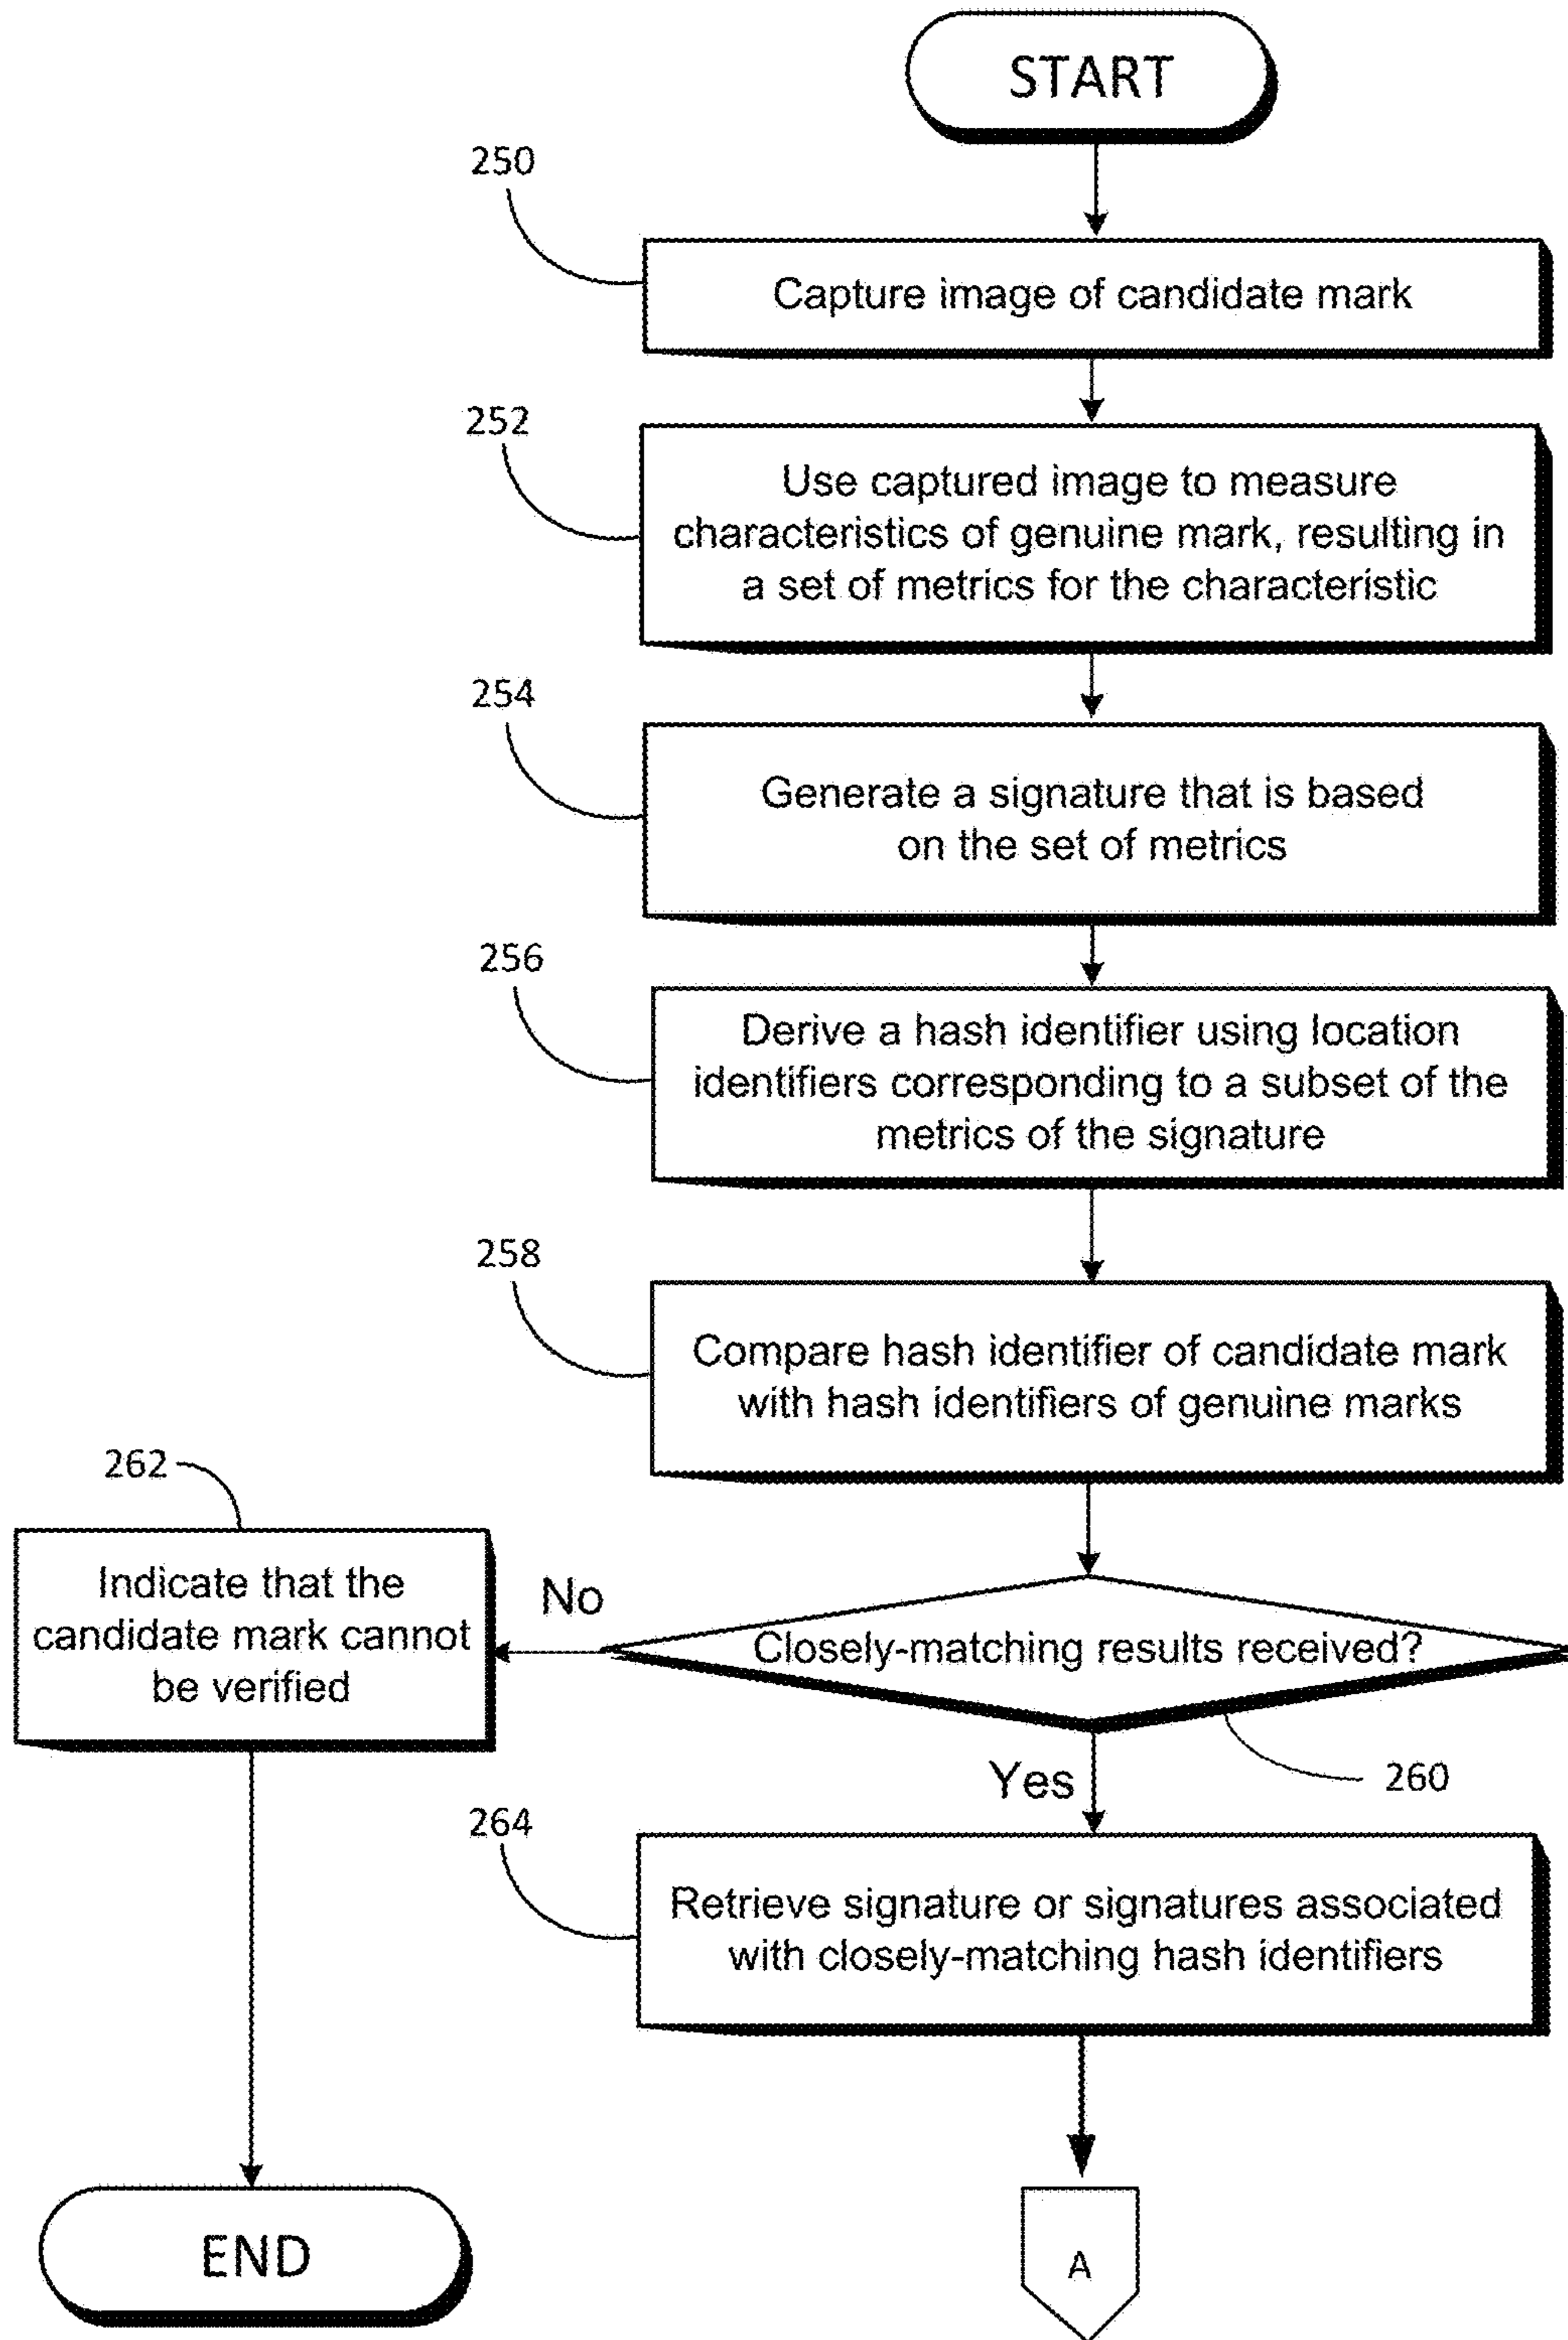 START
250
Capture image of candidate mark
252
Use captured image to measure
characteristics of genuine mark, resulting in
a set of metrics for the characteristic
254
Generate a signature that is based
on the set of metrics
256
Derive a hash identifier using location
identifiers corresponding to a subset of the
metrics of the signature
258
Compare hash identifier of candidate mark
with hash identifiers of genuine marks
262
Indicate that the
candidate mark cannot
be verified
No
Closely-matching results received?
Yes
260
264
Retrieve signature or signatures associated
with closely-matching hash identifiers
END
A